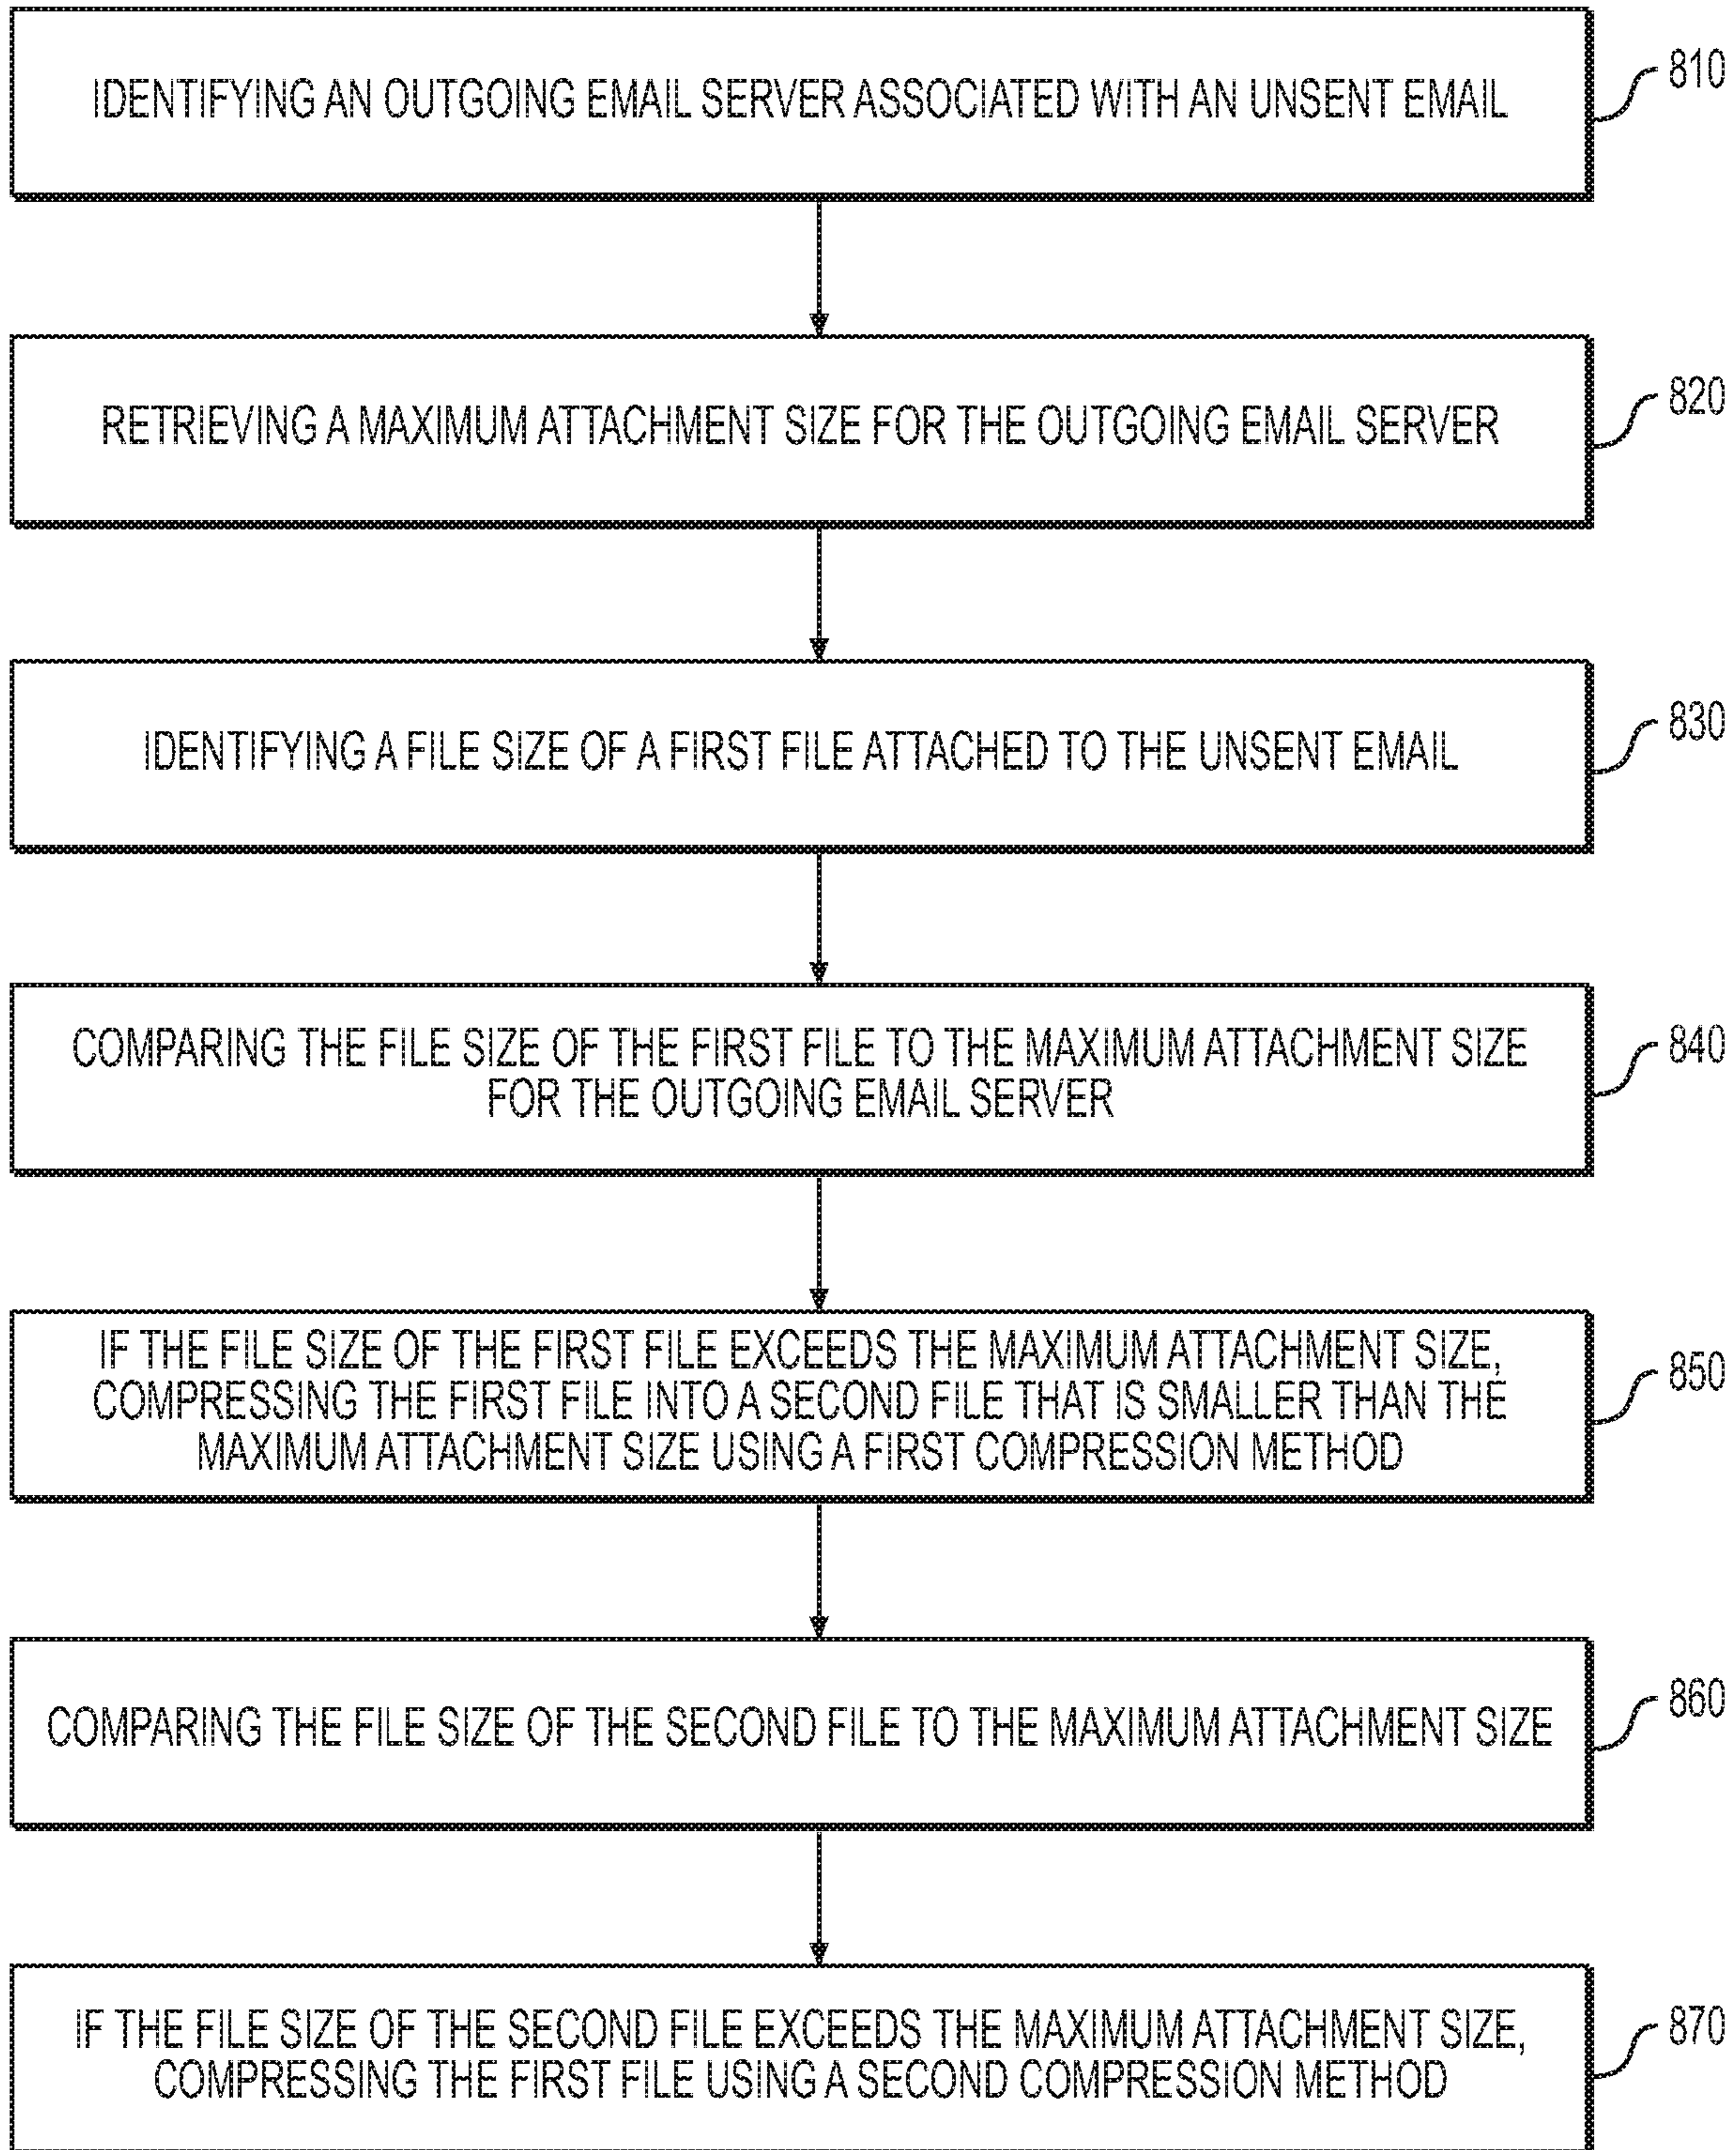 IDENTIFYING AN OUTGOING EMAIL SERVER ASSOCIATED WITH AN UNSENT EMAIL
810
RETRIEVING A MAXIMUM ATTACHMENT SIZE FOR THE OUTGOING EMAIL SERVER
820
IDENTIFYING A FILE SIZE OF A FIRST FILE ATTACHED TO THE UNSENT EMAIL
830
COMPARING THE FILE SIZE OF THE FIRST FILE TO THE MAXIMUM ATTACHMENT SIZE
FOR THE OUTGOING EMAIL SERVER
840
IF THE FILE SIZE OF THE FIRST FILE EXCEEDS THE MAXIMUM ATTACHMENT SIZE,
COMPRESSING THE FIRST FILE INTO A SECOND FILE THAT IS SMALLER THAN THE
MAXIMUM ATTACHMENT SIZE USING A FIRST COMPRESSION METHOD
850
COMPARING THE FILE SIZE OF THE SECOND FILE TO THE MAXIMUM ATTACHMENT SIZE
860
IF THE FILE SIZE OF THE SECOND FILE EXCEEDS THE MAXIMUM ATTACHMENT SIZE,
COMPRESSING THE FIRST FILE USING A SECOND COMPRESSION METHOD
870